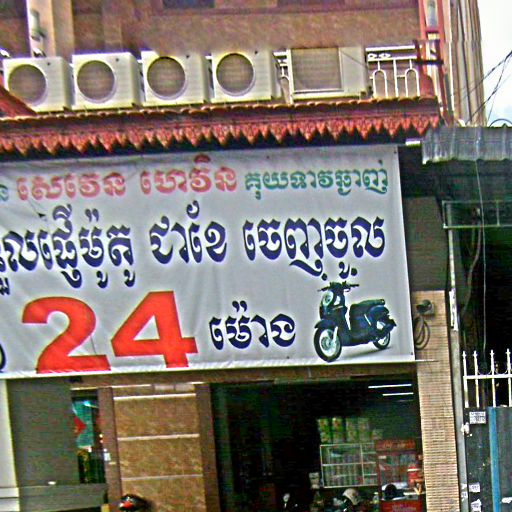 សេវេន ហេវិន គុយទាវឆ្ងាញ់
ផ្ញើម៉ូតូ ជាខែ ចេញចូល
24 ម៉ោង